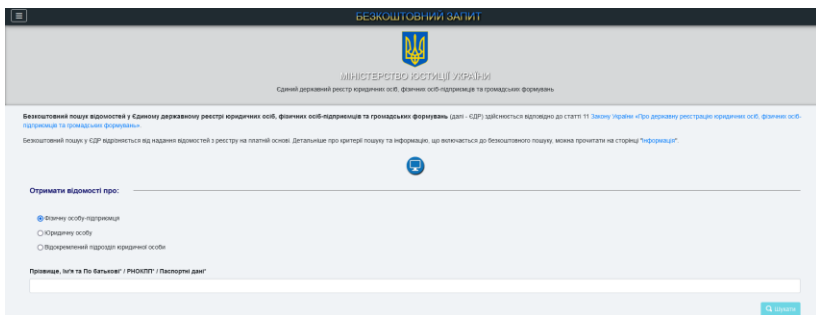 БЕЗКОШТОВНИЙ ЗАПИТ
МІНІСТЕРСТВО ЮСТИЦІЇ УКРАЇНИ
Єдиний державний реєстр юридичних осіб, фізичних осіб-підприємців та громадських формувань
Безкоштовний пошук відомостей у Єдиному державному реєстрі юридичних осіб, фізичних осіб-підприємців та громадських формувань (далі - ЄДР) здійснюється відповідно до статті 11 Закону України «Про державну реєстрацію юридичних осіб, фізичних осіб-
підприємців та громадських формувань».
Безкоштовний пошук у ЄДР відрізняється від надання відомостей з реєстру на платній основі. Детальніше про критерії пошуку та інформацію, що включається до безкоштовного пошуку, можна прочитати на сторінці "Інформація".
Отримати відомості про:
Фізичну особу-підприємця
Юридичну особу
Відокремлений підрозділ юридичної особи
Прізвище, Ім'я та По батькові* / РНОКПП* / Паспортні дані*
Шукати